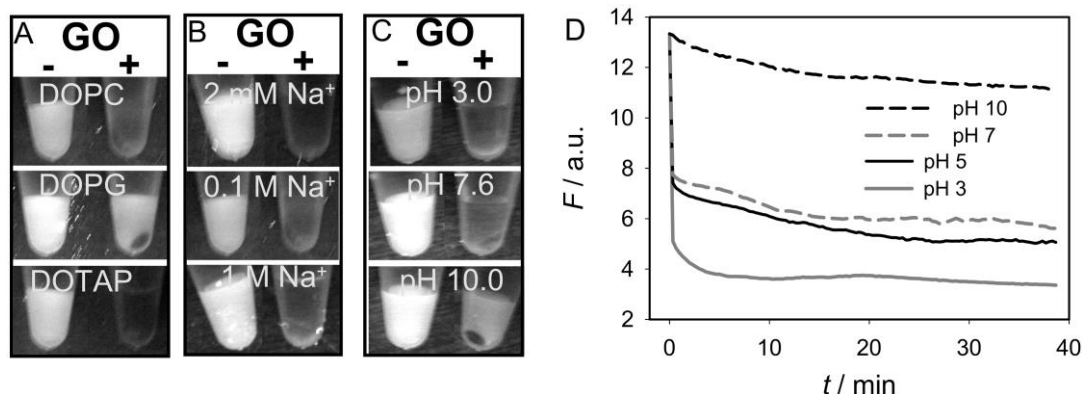 A GO
- +
DOPC
DOPG
DOTAP
B GO
- +
2 mM Na⁺
0.1 M Na⁺
1 M Na⁺
C GO
- +
pH 3.0
pH 7.6
pH 10.0
D
F / a.u.
14
12
10
8
6
4
2
pH 10
pH 7
pH 5
pH 3
0 10 20 30 40
t / min